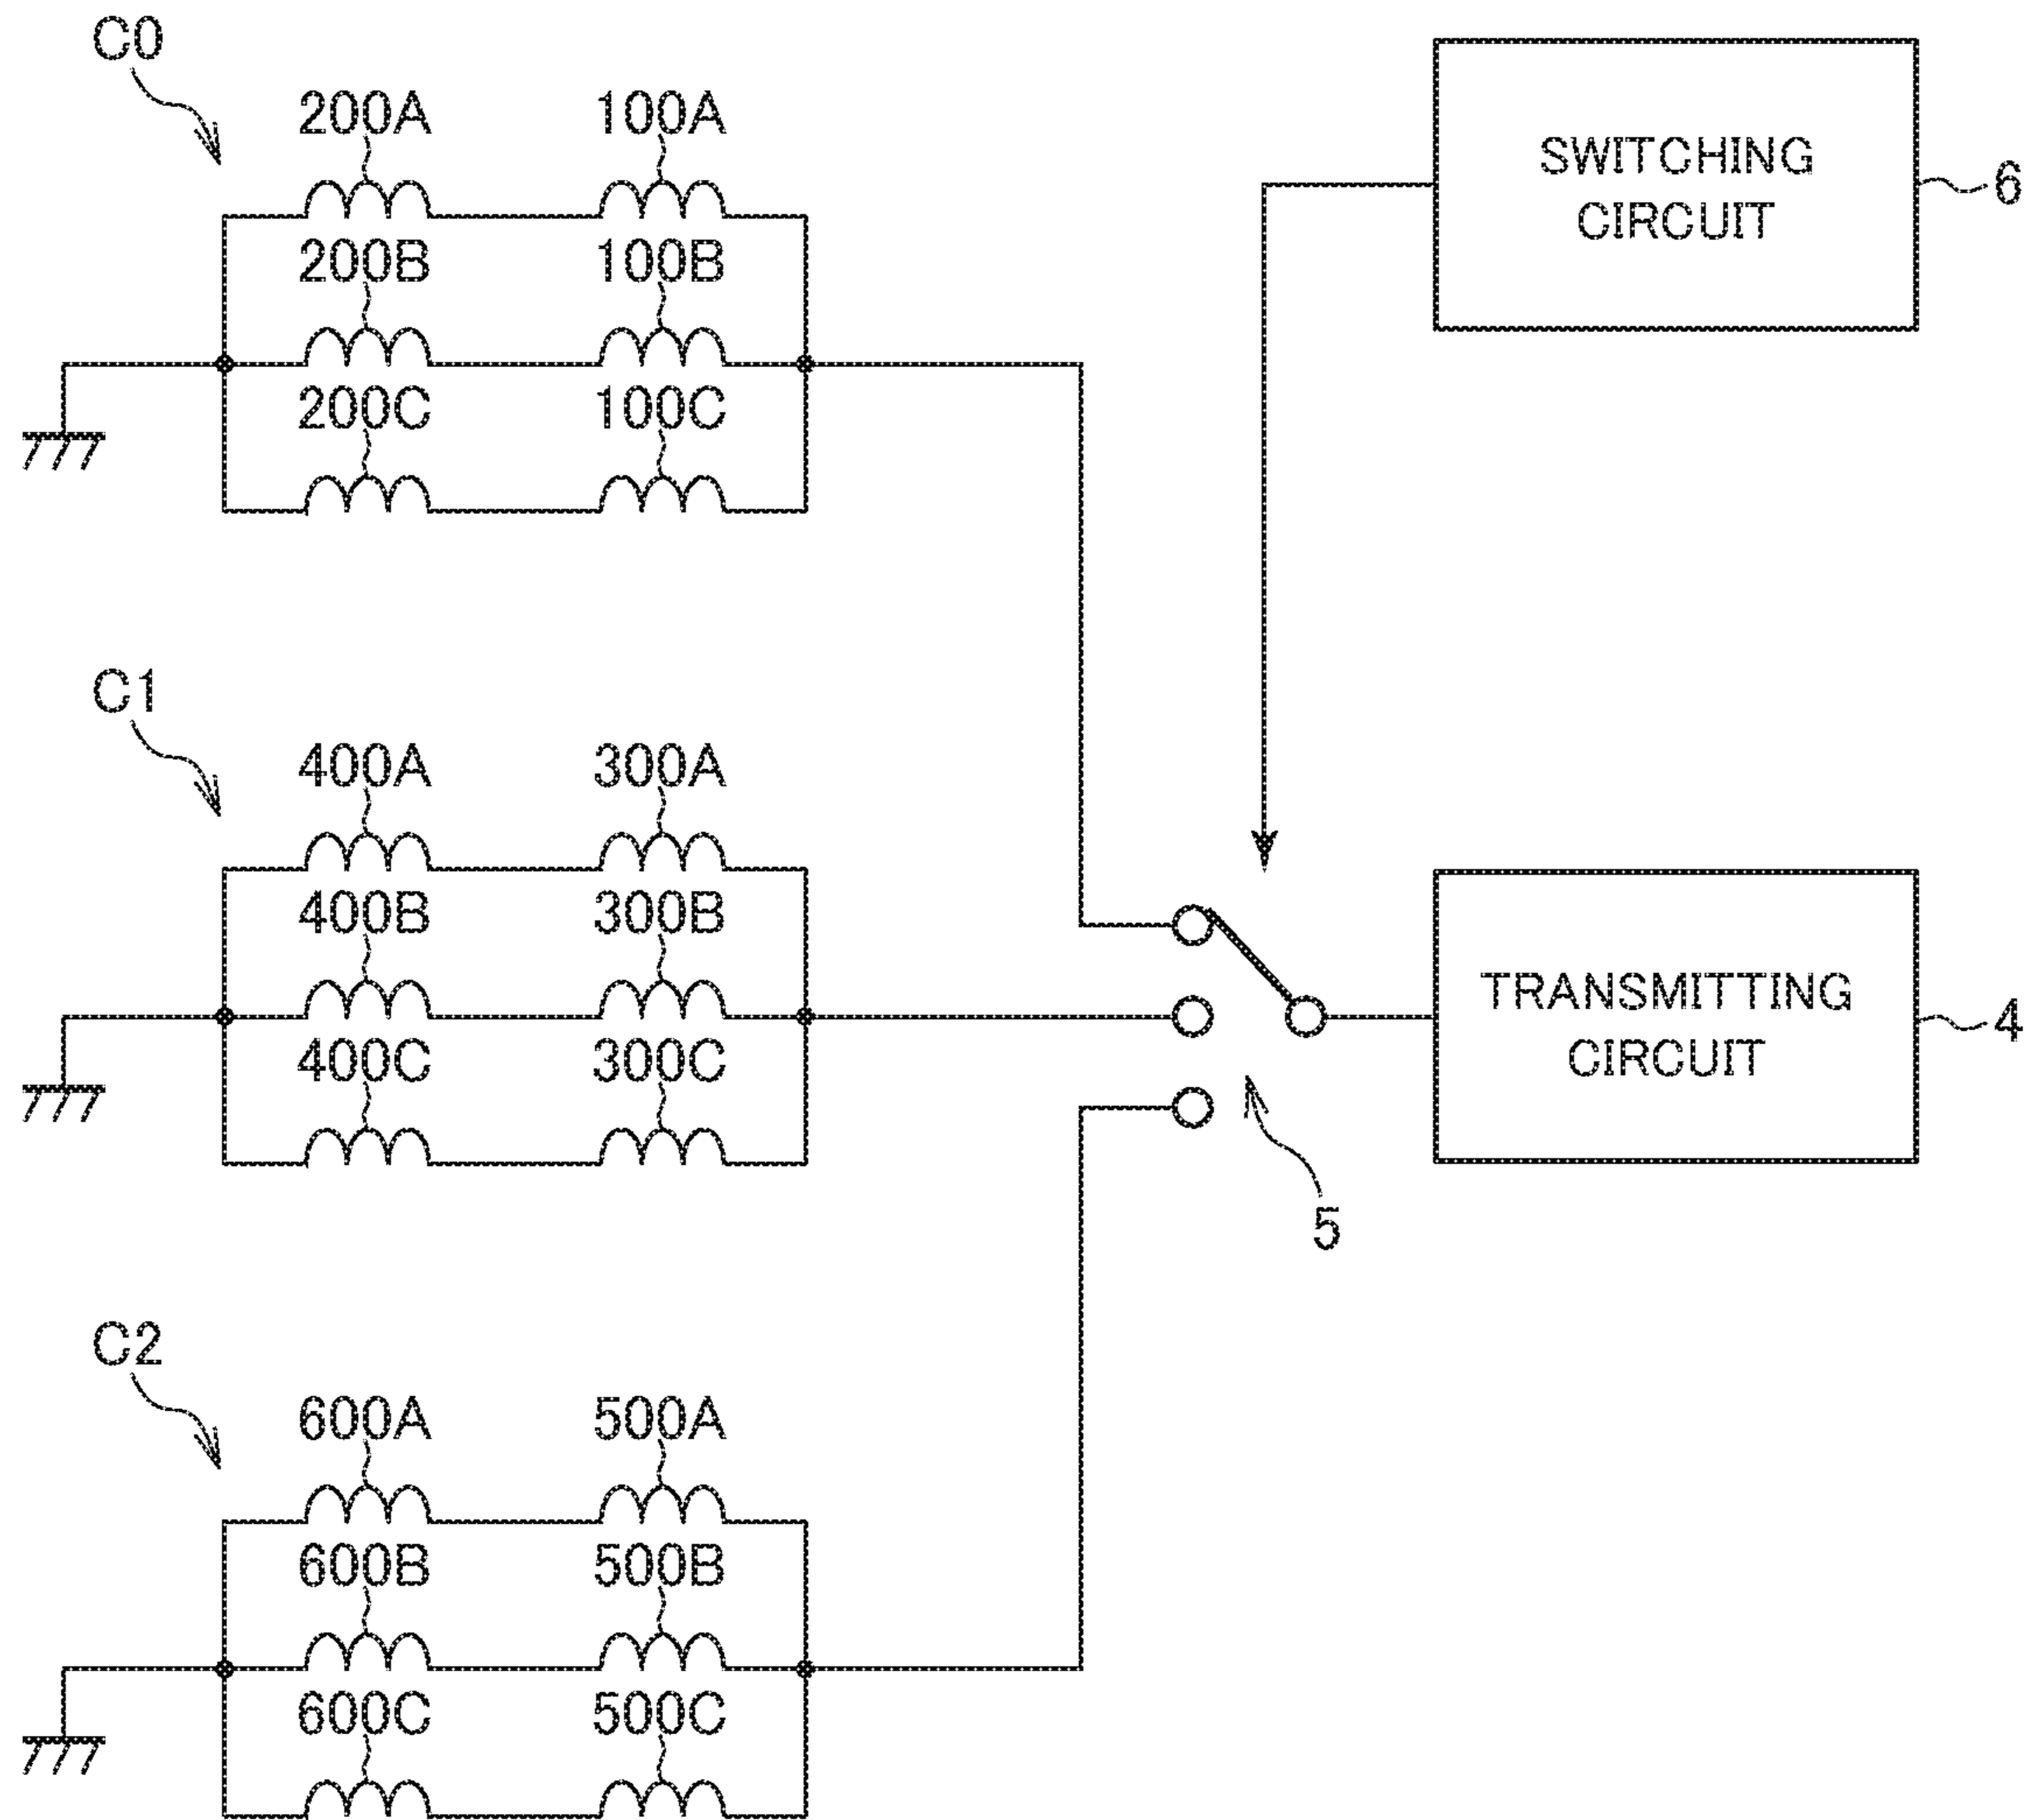 C0
200A 100A
200B 100B
200C 100C
SWITCHING
CIRCUIT
6
C1
400A 300A
400B 300B
400C 300C
TRANSMITTING
CIRCUIT
4
5
C2
600A 500A
600B 500B
600C 500C